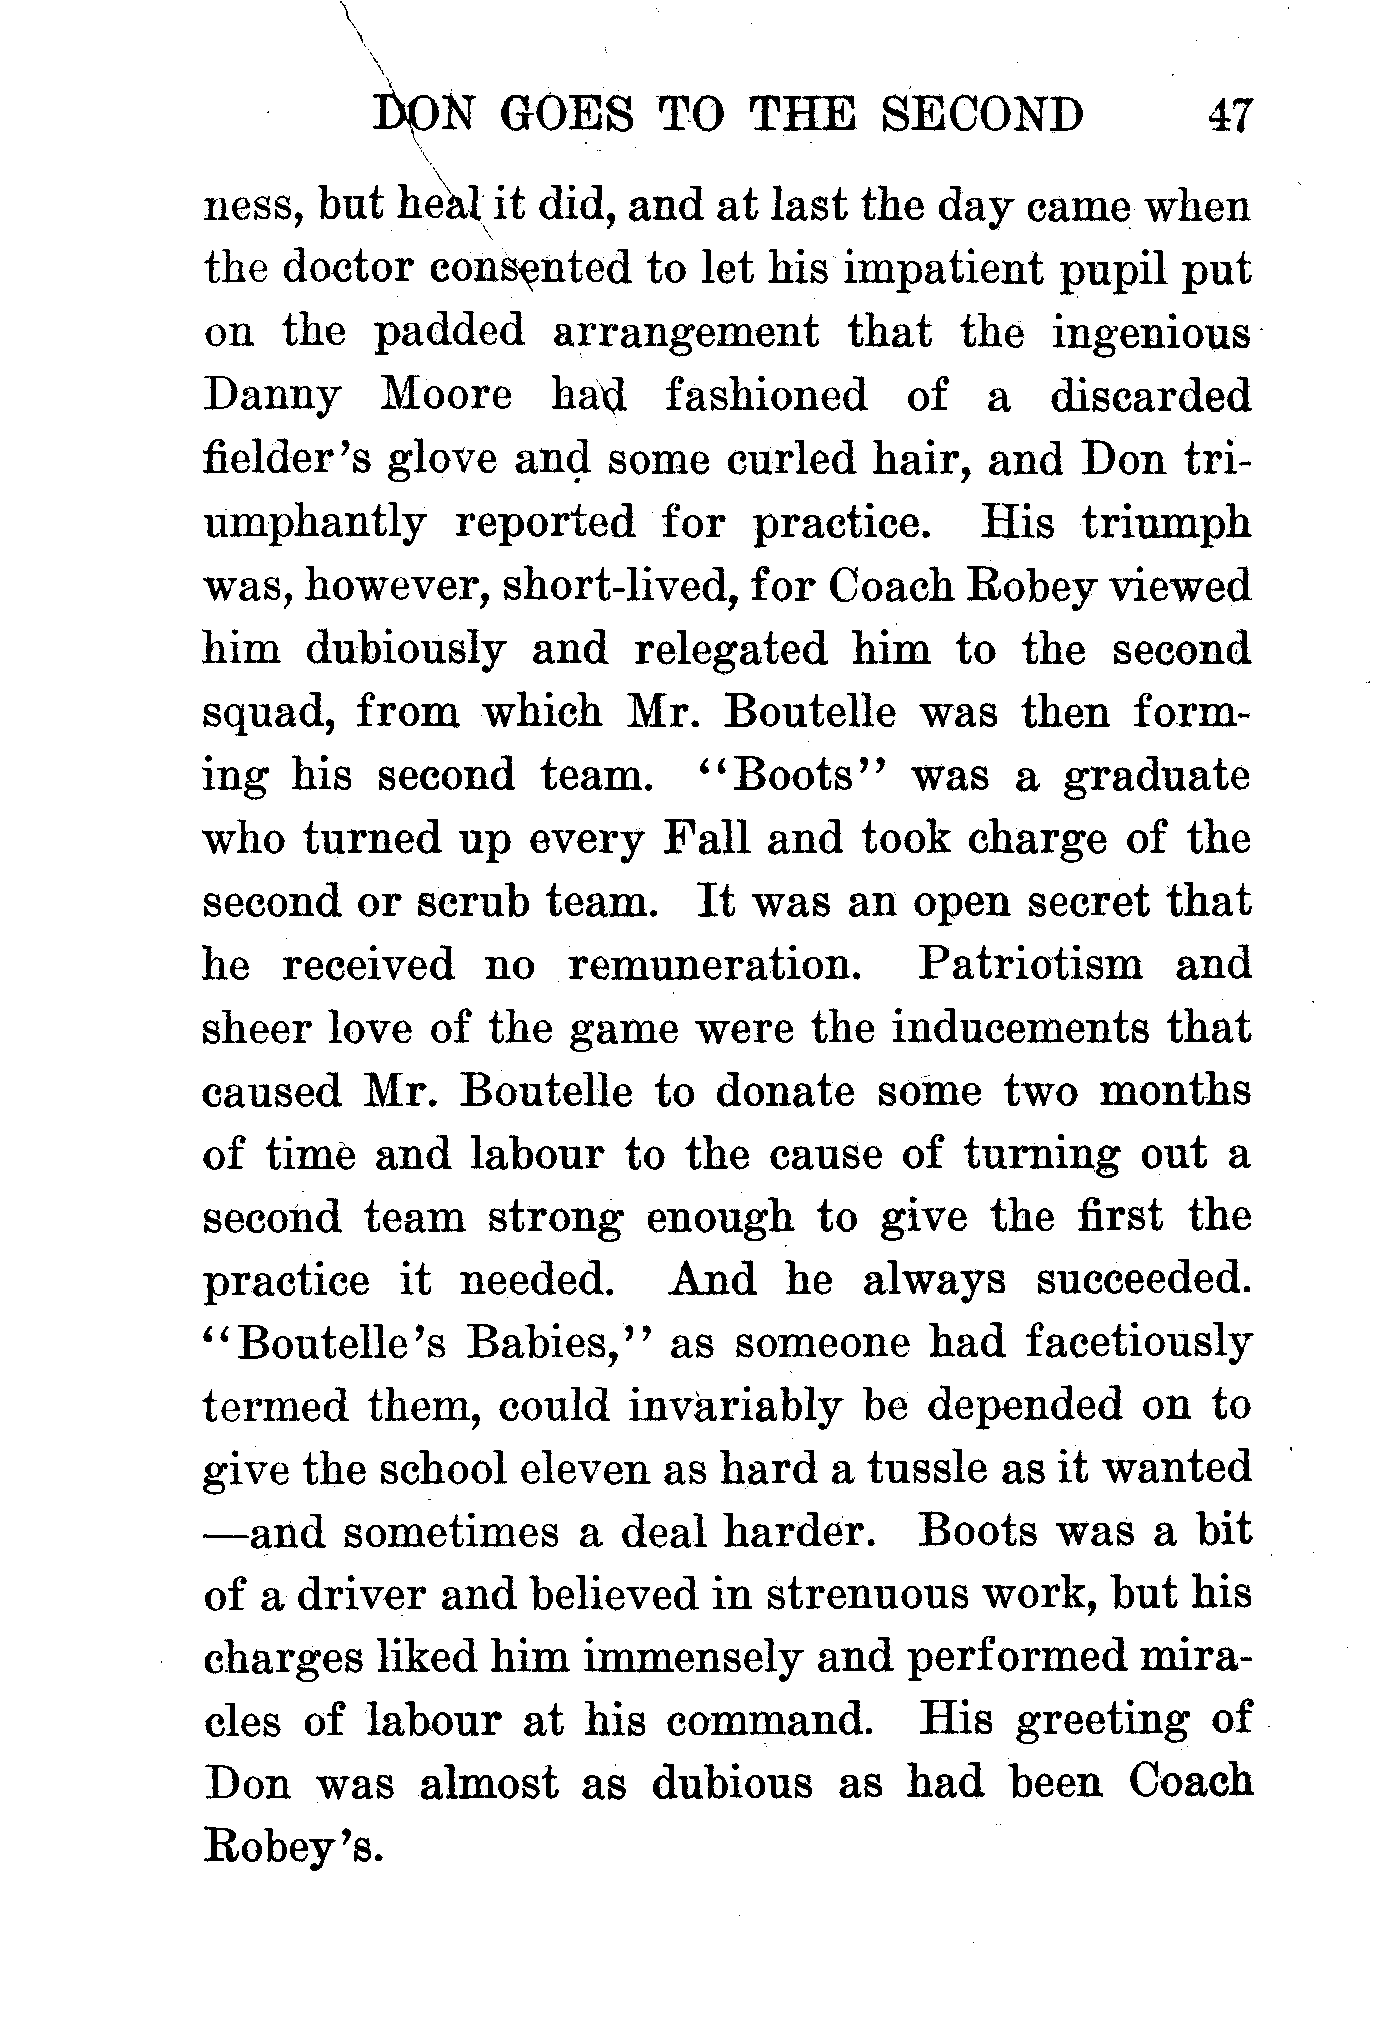 DON GOES TO THE SECOND 47
ness, but heal it did, and at last the day came when
the doctor consented to let his impatient pupil put
on the padded arrangement that the ingenious
Danny Moore had fashioned of a discarded
fielder's glove and some curled hair, and Don tri-
umphantly reported for practice. His triumph
was, however, short-lived, for Coach Robey viewed
him dubiously and relegated him to the second
squad, from which Mr. Boutelle was then form-
ing his second team. "Boots" was a graduate
who turned up every Fall and took charge of the
second or scrub team. It was an open secret that
he received no remuneration. Patriotism and
sheer love of the game were the inducements that
caused Mr. Boutelle to donate some two months
of time and labour to the cause of turning out a
second team strong enough to give the first the
practice it needed. And he always succeeded.
"Boutelle's Babies," as someone had facetiously
termed them, could invariably be depended on to
give the school eleven as hard a tussle as it wanted
—and sometimes a deal harder. Boots was a bit
of a driver and believed in strenuous work, but his
charges liked him immensely and performed mira-
cles of labour at his command. His greeting of
Don was almost as dubious as had been Coach
Robey's.